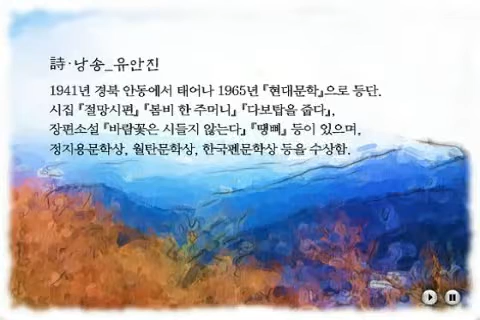 詩·낭송_유안진
1941년 경북 안동에서 태어나 1965년 『현대문학』으로 등단.
시집 『절망시편』『봄비 한 주머니』『다보탑을 줍다』,
장편소설 『바람꽃은 시들지 않는다』『땡삐』 등이 있으며,
정지용문학상, 월탄문학상, 한국펜문학상 등을 수상함.